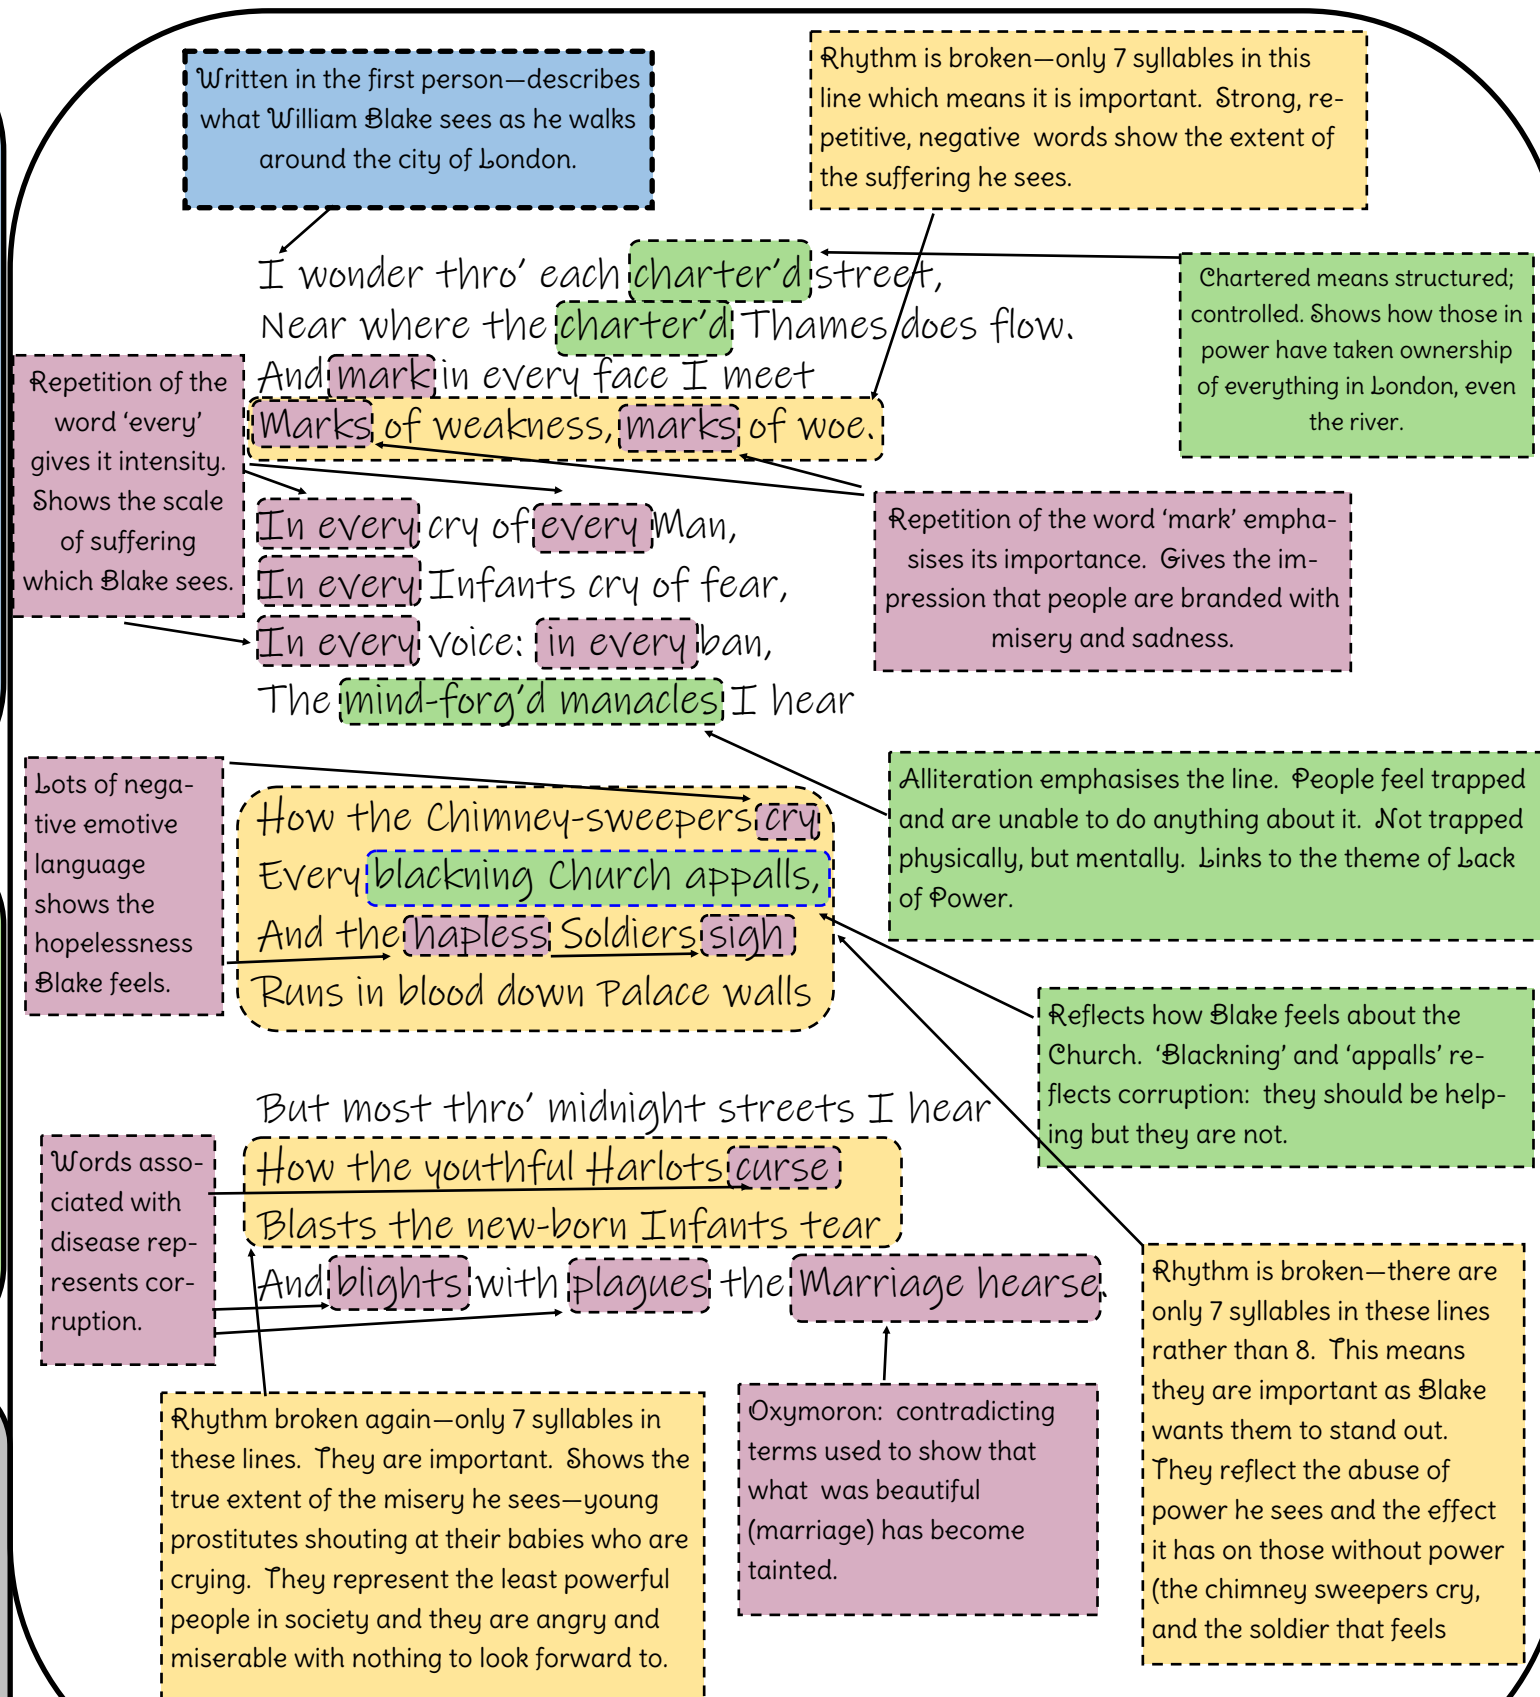 Written in the first person—describes
what William Blake sees as he walks
around the city of London.
Rhythm is broken—only 7 syllables in this
line which means it is important.  Strong, re-
petitive, negative  words show the extent of
the suffering he sees.
I wonder thro' each charter'd street,
Near where the charter'd Thames does flow.
And mark in every face I meet
Marks of weakness, marks of woe.
Chartered means structured;
controlled. Shows how those in
power have taken ownership
of everything in London, even
the river.
Repetition of the
word ‘every’
gives it intensity.
Shows the scale
of suffering
which Blake sees.
In every cry of every Man,
In every Infants cry of fear,
In every voice: in every ban,
The mind-forg'd manacles I hear
Repetition of the word ‘mark’ empha-
sises its importance.  Gives the im-
pression that people are branded with
misery and sadness.
Lots of nega-
tive emotive
language
shows the
hopelessness
Blake feels.
How the Chimney-sweepers cry
Every blackning Church appalls,
And the hapless Soldiers sigh
Runs in blood down Palace walls
Alliteration emphasises the line.  People feel trapped
and are unable to do anything about it.  Not trapped
physically, but mentally.  Links to the theme of Lack
of Power.
Reflects how Blake feels about the
Church.  ‘Blackning’ and ‘appalls’ re-
flects corruption:  they should be help-
ing but they are not.
But most thro' midnight streets I hear
How the youthful Harlots curse
Blasts the new-born Infants tear
And blights with plagues the Marriage hearse.
Words asso-
ciated with
disease rep-
resents cor-
ruption.
Rhythm is broken—there are
only 7 syllables in these lines
rather than 8.  This means
they are important as Blake
wants them to stand out.
They reflect the abuse of
power he sees and the effect
it has on those without power
(the chimney sweepers cry,
and the soldier that feels
Rhythm broken again—only 7 syllables in
these lines.  They are important.  Shows the
true extent of the misery he sees—young
prostitutes shouting at their babies who are
crying.  They represent the least powerful
people in society and they are angry and
miserable with nothing to look forward to.
Oxymoron:  contradicting
terms used to show that
what  was beautiful
(marriage) has become
tainted.